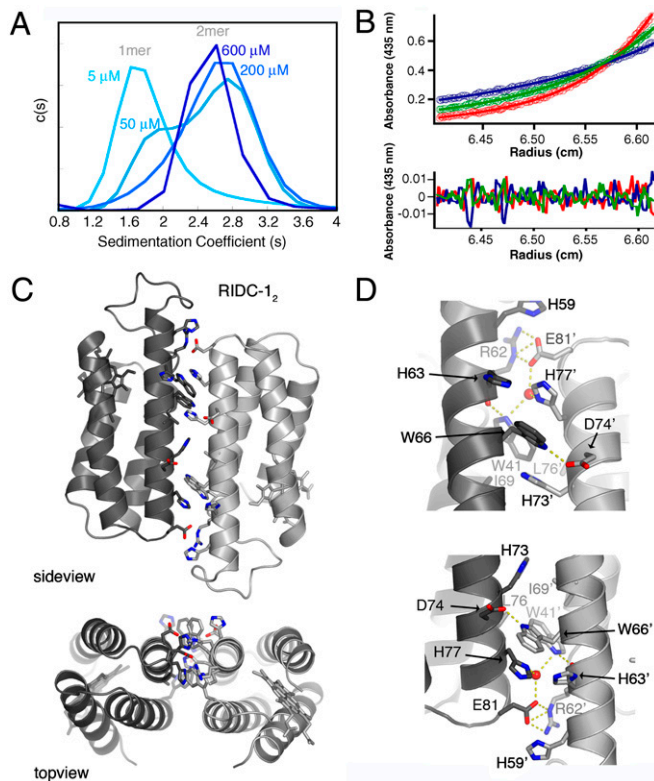 A
1mer
2mer
5 μM
600 μM
200 μM
50 μM
c(s)
0.8 1.2 1.6 2 2.4 2.8 3.2 3.6 4
Sedimentation Coefficient (s)
B
Absorbance (435 nm)
0.6
0.4
0.2
6.45 6.50 6.55 6.60
Radius (cm)
Absorbance (435 nm)
0.01
0
-0.01
6.45 6.50 6.55 6.60
Radius (cm)
C
RIDC-1₂
sideview
topview
D
H59
E81'
R62
H63
H77'
W66
D74'
W41
L76'
I69
H73'
H73
I69'
D74
L76
W41'
W66'
H77
H63'
E81
R62'
H59'